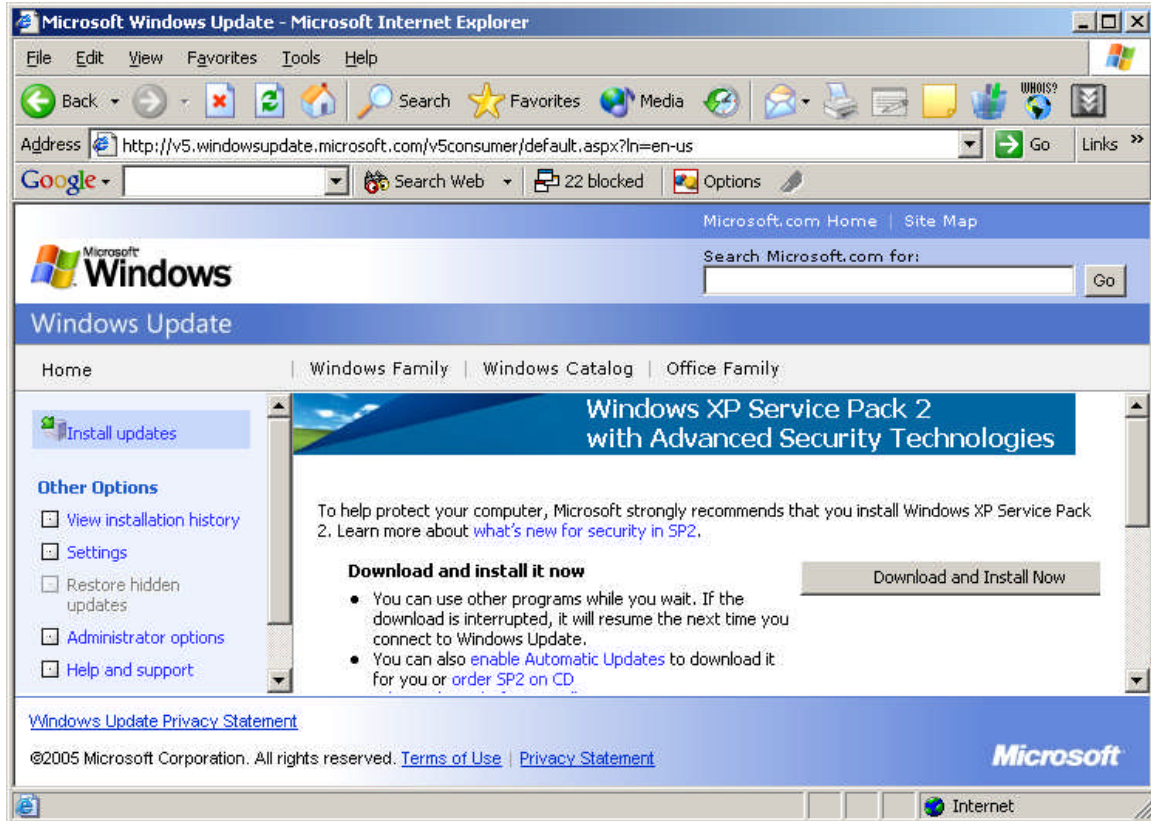 Microsoft Windows Update - Microsoft Internet Explorer
File Edit View Favorites Tools Help
Back Search Favorites Media WHOIS?
Address http://v5.windowsupdate.microsoft.com/v5consumer/default.aspx?ln=en-us Go Links »
Google Search Web 22 blocked Options
Microsoft.com Home | Site Map
Microsoft Windows
Search Microsoft.com for:
Go
Windows Update
Home | Windows Family | Windows Catalog | Office Family
Install updates
Other Options
View installation history
Settings
Restore hidden
updates
Administrator options
Help and support
Windows XP Service Pack 2
with Advanced Security Technologies
To help protect your computer, Microsoft strongly recommends that you install Windows XP Service Pack
2. Learn more about what's new for security in SP2.
Download and install it now
Download and Install Now
• You can use other programs while you wait. If the
download is interrupted, it will resume the next time you
connect to Windows Update.
• You can also enable Automatic Updates to download it
for you or order SP2 on CD
Windows Update Privacy Statement
©2005 Microsoft Corporation. All rights reserved. Terms of Use | Privacy Statement
Microsoft
Internet